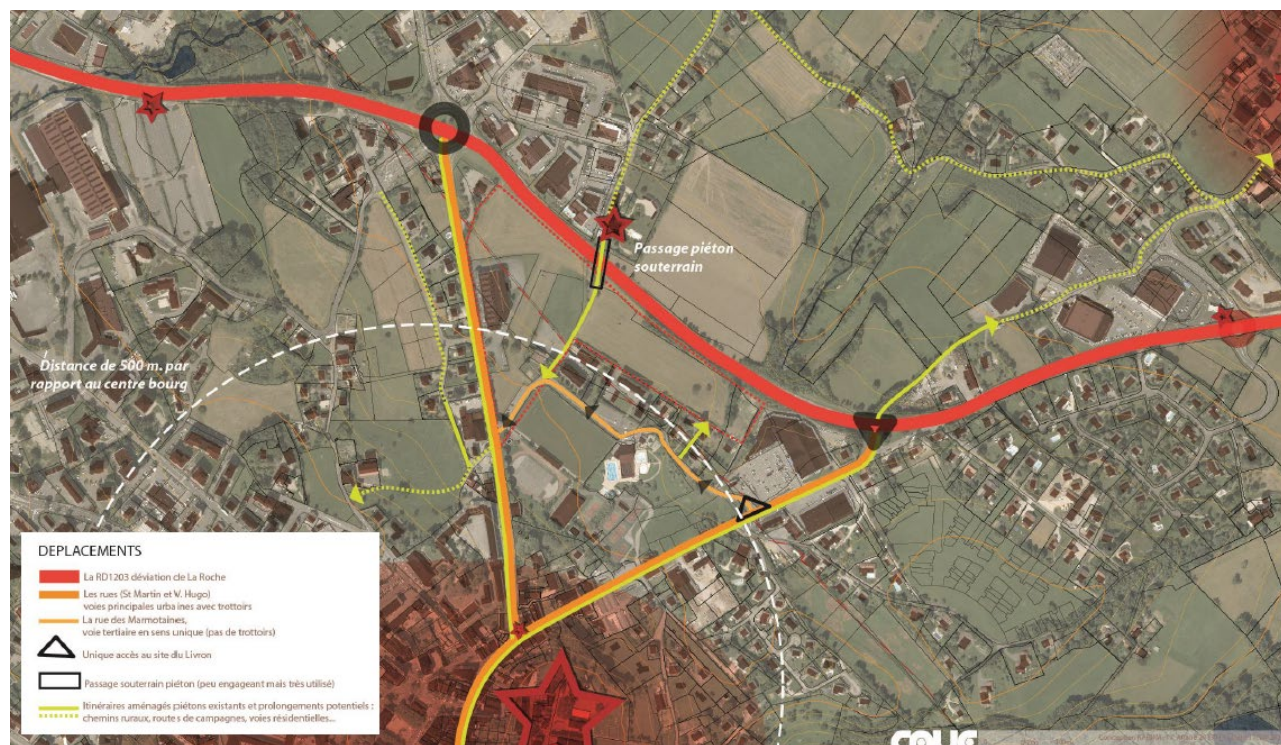 Passage piéton
souterrain
Distance de 500 m. par
rapport au centre bourg
DEPLACEMENTS
La RD1203 déviation de La Roche
Les rues (St Martin et V. Hugo)
voies principales urbaines avec trottoirs
La rue des Marmotaines,
voie tertiaire en sens unique (pas de trottoirs)
Unique accès au site du Livron
Passage souterrain piéton (peu engageant mais très utilisé)
Itinéraires aménagés piétons existants et prolongements potentiels :
chemins ruraux, routes de campagnes, voies résidentielles...